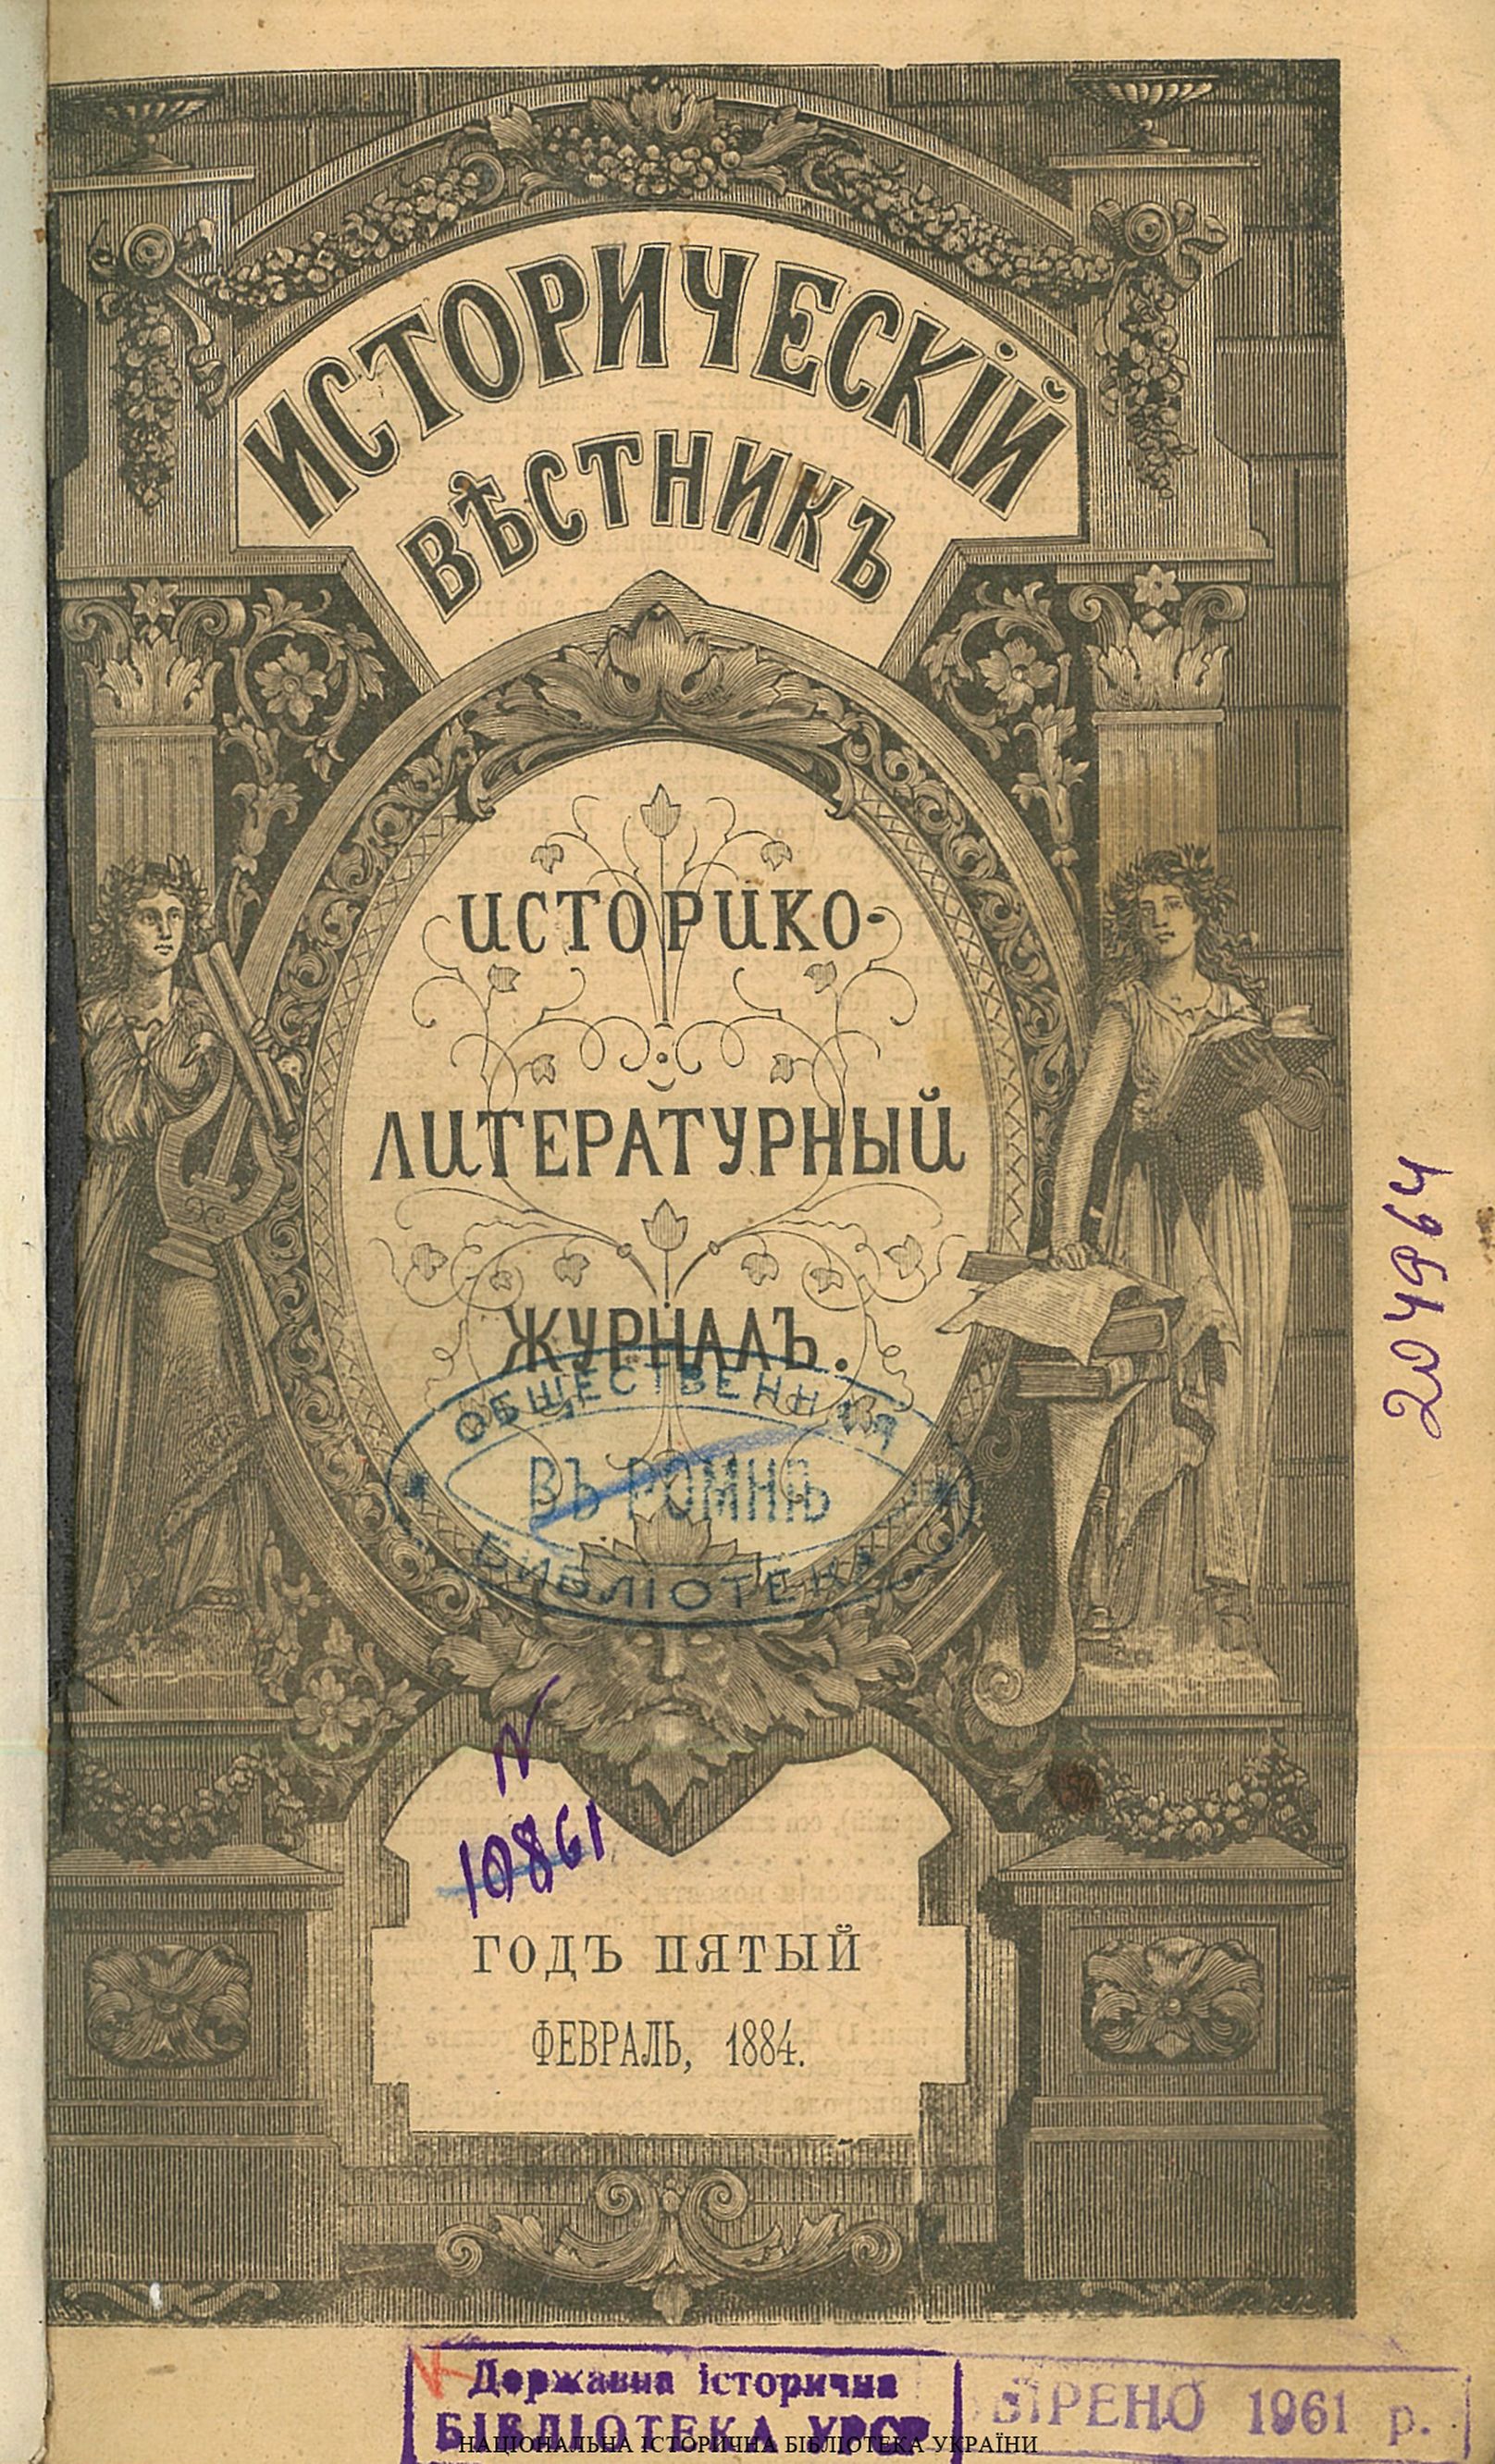 ИСТОРИЧЕСКІЙ
ВѢСТНИКЪ
ИСТОРИКО-
ЛИТЕРАТУРНЫЙ
ЖУРНАЛЪ.
ОБЩЕСТВЕННАЯ
ВЪ РОМНѢ
БИБЛІОТЕКА
204964
N
10861
ГОДЪ ПЯТЫЙ
ФЕВРАЛЬ, 1884.
Державна історична
БІБЛІОТЕКА УРСР
ВІРЕНО 1961 р.
НАЦІОНАЛЬНА ІСТОРИЧНА БІБЛІОТЕКА УКРАЇНИ